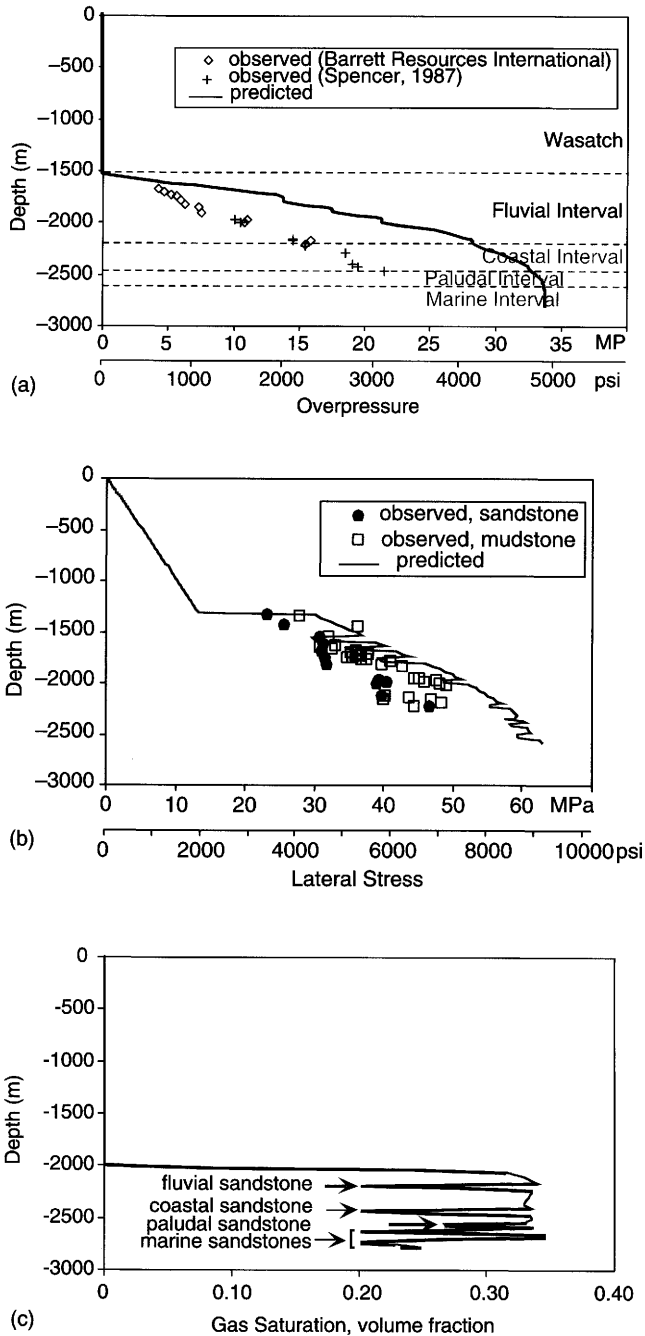 0
−500
−1000
−1500
−2000
−2500
−3000
Depth (m)
observed (Barrett Resources International)
observed (Spencer, 1987)
predicted
Wasatch
Fluvial Interval
Coastal Interval
Paludal Interval
Marine Interval
0 5 10 15 20 25 30 35 MP
0 1000 2000 3000 4000 5000 psi
(a)
Overpressure
0
−500
−1000
−1500
−2000
−2500
−3000
Depth (m)
observed, sandstone
observed, mudstone
predicted
0 10 20 30 40 50 60 MPa
(b)
0 2000 4000 6000 8000 10000 psi
Lateral Stress
0
-500
-1000
-1500
-2000
-2500
-3000
Depth (m)
fluvial sandstone
coastal sandstone
paludal sandstone
marine sandstones
0 0.10 0.20 0.30 0.40
(c)
Gas Saturation, volume fraction